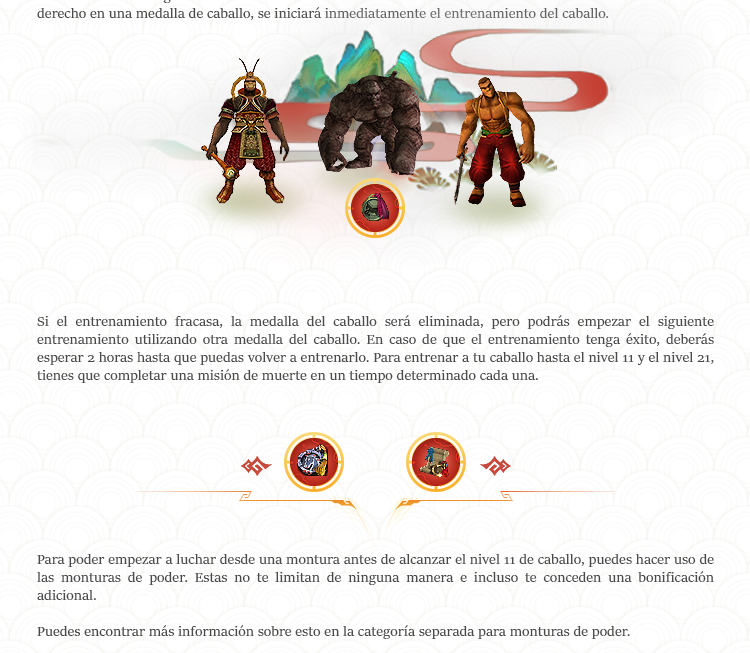 derecho en una medalla de caballo, se iniciará inmediatamente el entrenamiento del caballo.
Si el entrenamiento fracasa, la medalla del caballo será eliminada, pero podrás empezar el siguiente
entrenamiento utilizando otra medalla del caballo. En caso de que el entrenamiento tenga éxito, deberás
esperar 2 horas hasta que puedas volver a entrenarlo. Para entrenar a tu caballo hasta el nivel 11 y el nivel 21,
tienes que completar una misión de muerte en un tiempo determinado cada una.
Para poder empezar a luchar desde una montura antes de alcanzar el nivel 11 de caballo, puedes hacer uso de
las monturas de poder. Estas no te limitan de ninguna manera e incluso te conceden una bonificación
adicional.
Puedes encontrar más información sobre esto en la categoría separada para monturas de poder.